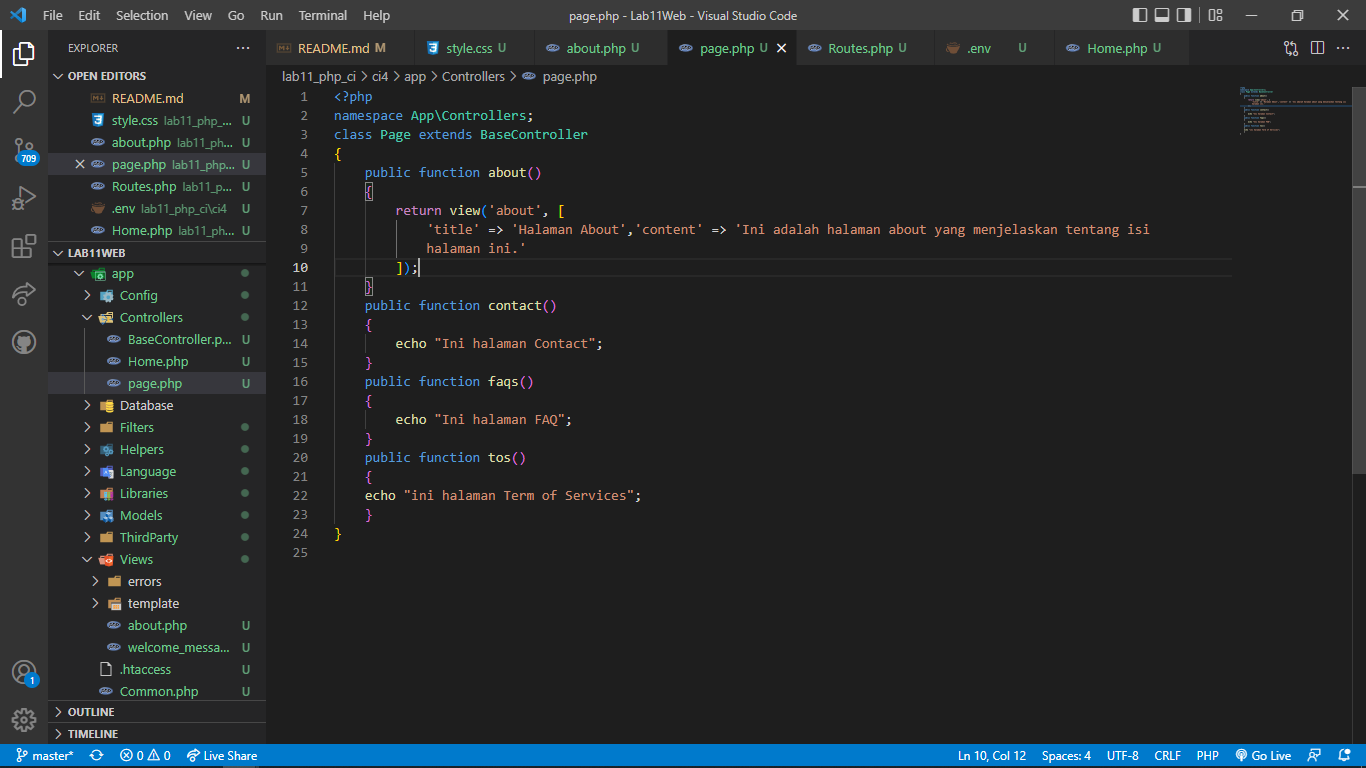 File Edit Selection View Go Run Terminal Help page.php - Lab11Web - Visual Studio Code
EXPLORER
OPEN EDITORS
README.md M
style.css lab11_php_... U
about.php lab11_ph... U
page.php lab11_php... U
Routes.php lab11_p... U
.env lab11_php_ci\ci4 U
Home.php lab11_ph... U
LAB11WEB
app
Config
Controllers
BaseController.p... U
Home.php U
page.php U
Database
Filters
Helpers
Language
Libraries
Models
ThirdParty
Views
errors
template
about.php U
welcome_messa... U
.htaccess U
Common.php U
OUTLINE
TIMELINE
709
1
README.md M style.css U about.php U page.php U Routes.php U .env U Home.php U
lab11_php_ci > ci4 > app > Controllers > page.php
1 <?php
2 namespace App\Controllers;
3 class Page extends BaseController
4 {
5 public function about()
6 {
7 return view('about', [
8 'title' => 'Halaman About','content' => 'Ini adalah halaman about yang menjelaskan tentang isi
9 halaman ini.'
10 ]);
11 }
12 public function contact()
13 {
14 echo "Ini halaman Contact";
15 }
16 public function faqs()
17 {
18 echo "Ini halaman FAQ";
19 }
20 public function tos()
21 {
22 echo "ini halaman Term of Services";
23 }
24 }
25
master* 0 0 Live Share Ln 10, Col 12 Spaces: 4 UTF-8 CRLF PHP Go Live